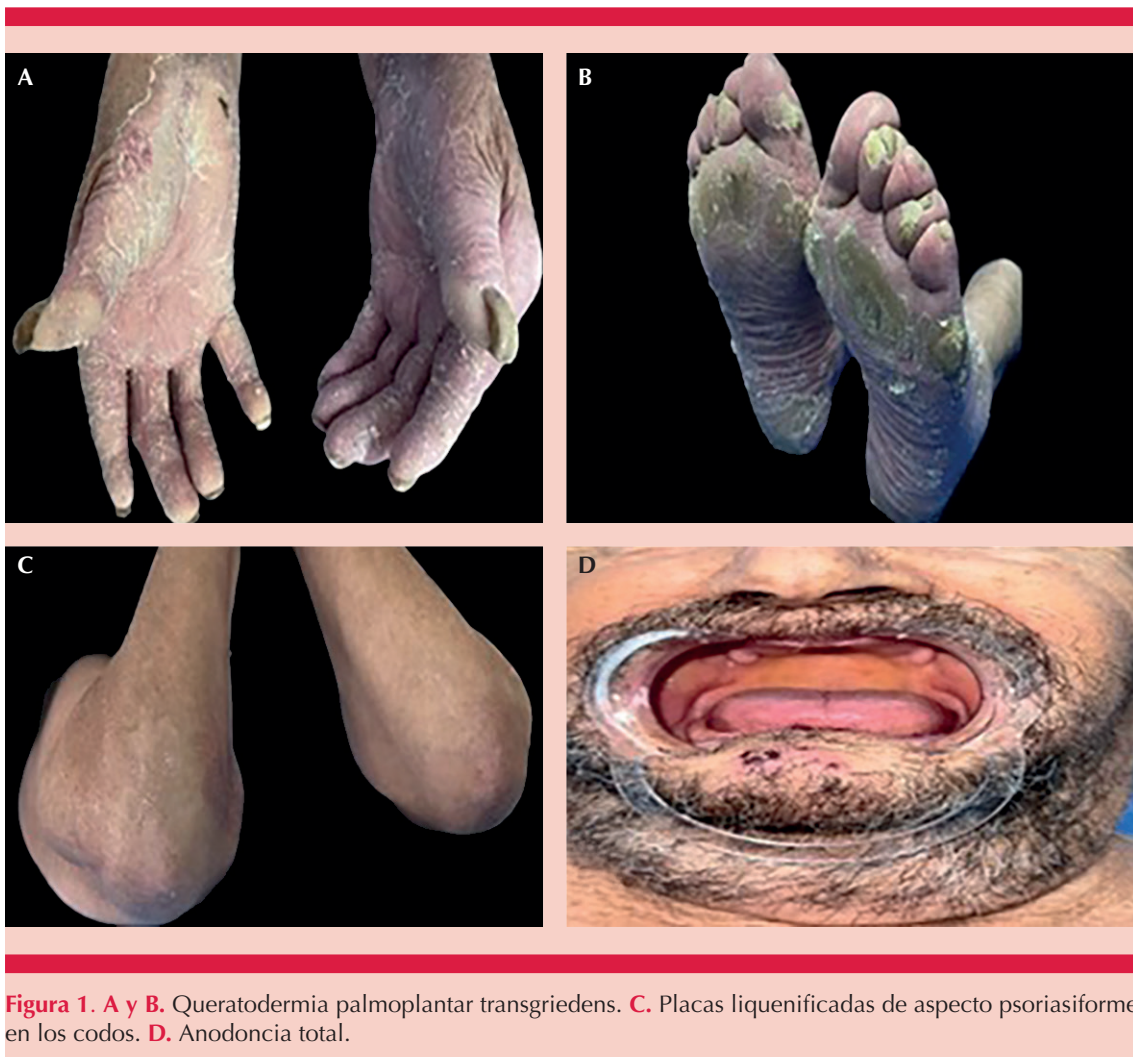 A
B
C
D
Figura 1. A y B. Queratodermia palmoplantar transgriedens. C. Placas liquenificadas de aspecto psoriasiforme
en los codos. D. Anodoncia total.